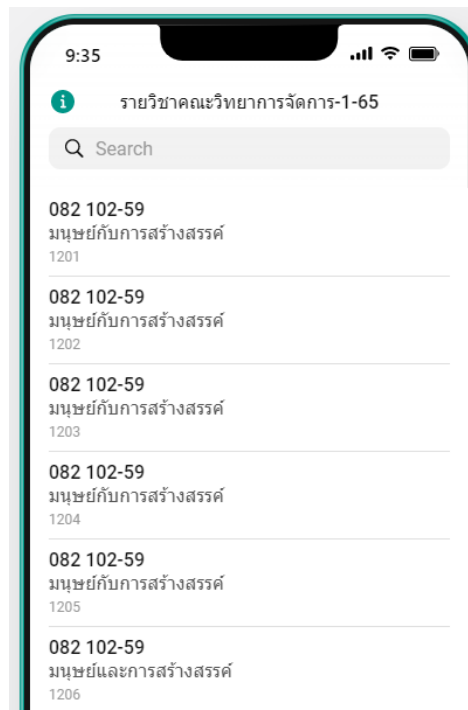 9:35
รายวิชาคณะวิทยาการจัดการ-1-65
Search
082 102-59
มนุษย์กับการสร้างสรรค์
1201
082 102-59
มนุษย์กับการสร้างสรรค์
1202
082 102-59
มนุษย์กับการสร้างสรรค์
1203
082 102-59
มนุษย์กับการสร้างสรรค์
1204
082 102-59
มนุษย์กับการสร้างสรรค์
1205
082 102-59
มนุษย์และการสร้างสรรค์
1206